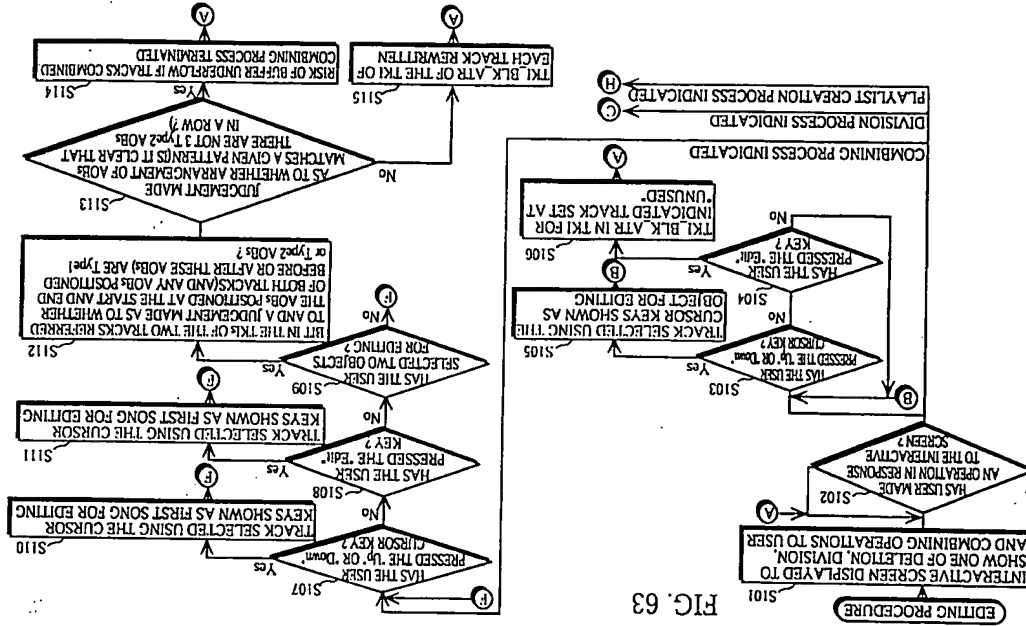 FIG. 63
EDITING PROCEDURE
S101
INTERACTIVE SCREEN DISPLAYED TO
SHOW ONE OF DELETION, DIVISION,
AND COMBINING OPERATIONS TO USER
A
S102
HAS USER MADE
AN OPERATION IN RESPONSE
TO THE INTERACTIVE
SCREEN ?
B
S103
HAS THE USER
PRESSED THE "Up" OR "Down"
CURSOR KEY ?
Yes
No
S105
TRACK SELECTED USING THE
CURSOR KEYS SHOWN AS
OBJECT FOR EDITING
B
S104
HAS THE USER
PRESSED THE "Edit"
KEY ?
Yes
No
S106
TKI_BLK_ATR IN TKI FOR
INDICATED TRACK SET AT
"UNUSED"
A
COMBINING PROCESS INDICATED
DIVISION PROCESS INDICATED
C
PLAYLIST CREATION PROCESS INDICATED
H
F
S107
HAS THE USER
PRESSED THE "Up" OR "Down"
CURSOR KEY ?
Yes
No
S110
TRACK SELECTED USING THE CURSOR
KEYS SHOWN AS FIRST SONG FOR EDITING
F
S108
HAS THE USER
PRESSED THE "Edit"
KEY ?
Yes
No
S111
TRACK SELECTED USING THE CURSOR
KEYS SHOWN AS FIRST SONG FOR EDITING
F
S109
HAS THE USER
SELECTED TWO OBJECTS
FOR EDITING ?
Yes
No
F
S112
BIT IN THE TKIs OF THE TWO TRACKS REFERRED
TO AND A JUDGEMENT MADE AS TO WHETHER
THE AOBs POSITIONED AT THE START AND END
OF BOTH TRACKS(AND ANY AOBs POSITIONED
BEFORE OR AFTER THESE AOBs) ARE Type1
or Type2 AOBs ?
S113
JUDGEMENT MADE
AS TO WHETHER ARRANGEMENT OF AOBs
MATCHES A GIVEN PATTERN(IS IT CLEAR THAT
THERE ARE NOT 3 Type2 AOBs
IN A ROW ?)
Yes
No
S114
RISK OF BUFFER UNDERFLOW IF TRACKS COMBINED
COMBINING PROCESS TERMINATED
A
S115
TKI_BLK_ATR OF THE TKI OF
EACH TRACK REWRITTEN
A